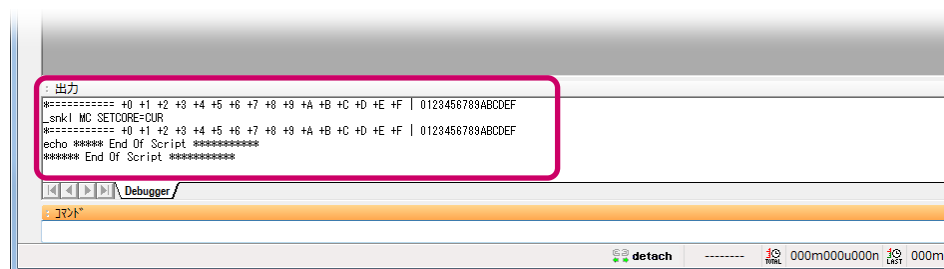 : 出力
*=========== +0 +1 +2 +3 +4 +5 +6 +7 +8 +9 +A +B +C +D +E +F | 0123456789ABCDEF
_snkl MC SETCORE=CUR
*=========== +0 +1 +2 +3 +4 +5 +6 +7 +8 +9 +A +B +C +D +E +F | 0123456789ABCDEF
echo ***** End Of Script ***********
****** End Of Script ***********
Debugger
: ｺﾏﾝﾄﾞ
detach -------- TOTAL 000m000u000n LAST 000m